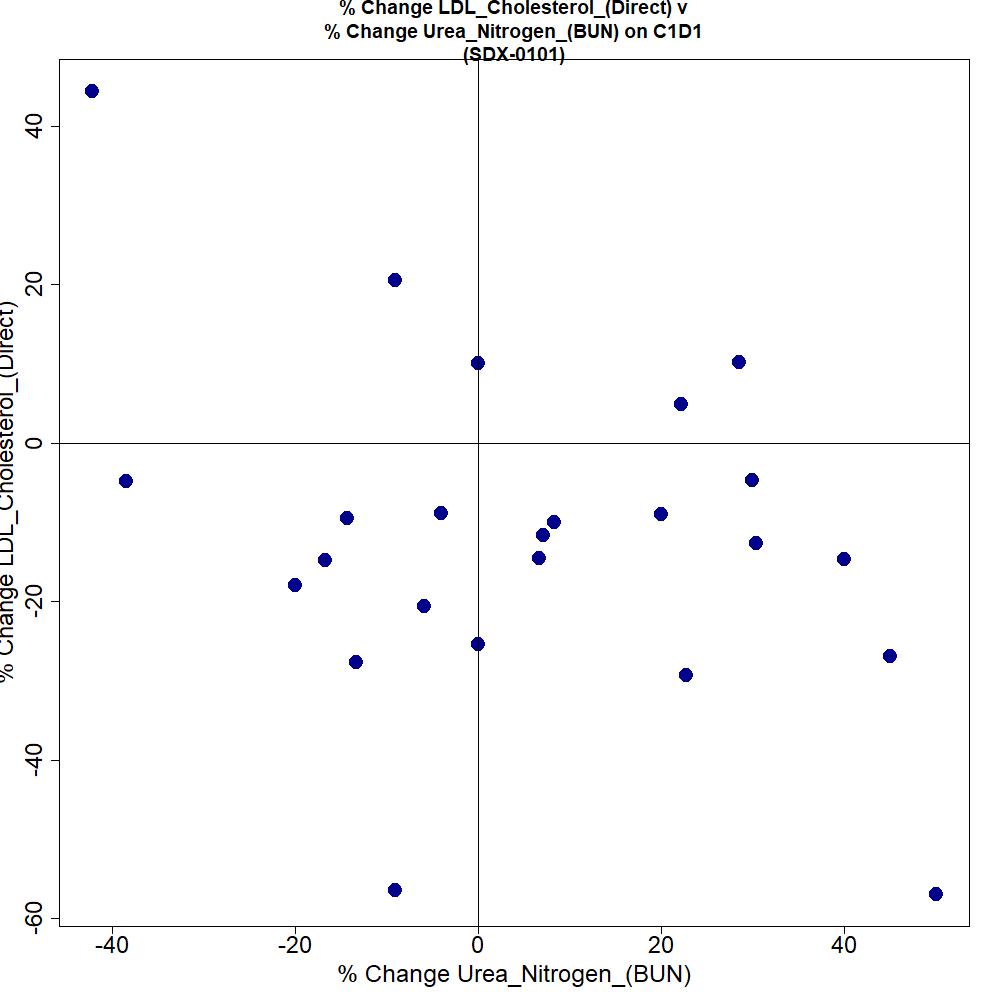 % Change LDL_Cholesterol_(Direct) v
% Change Urea_Nitrogen_(BUN) on C1D1
(SDX-0101)
% Change LDL_Cholesterol_(Direct)
40
20
0
-20
-40
-60
-40
-20
0
20
40
% Change Urea_Nitrogen_(BUN)